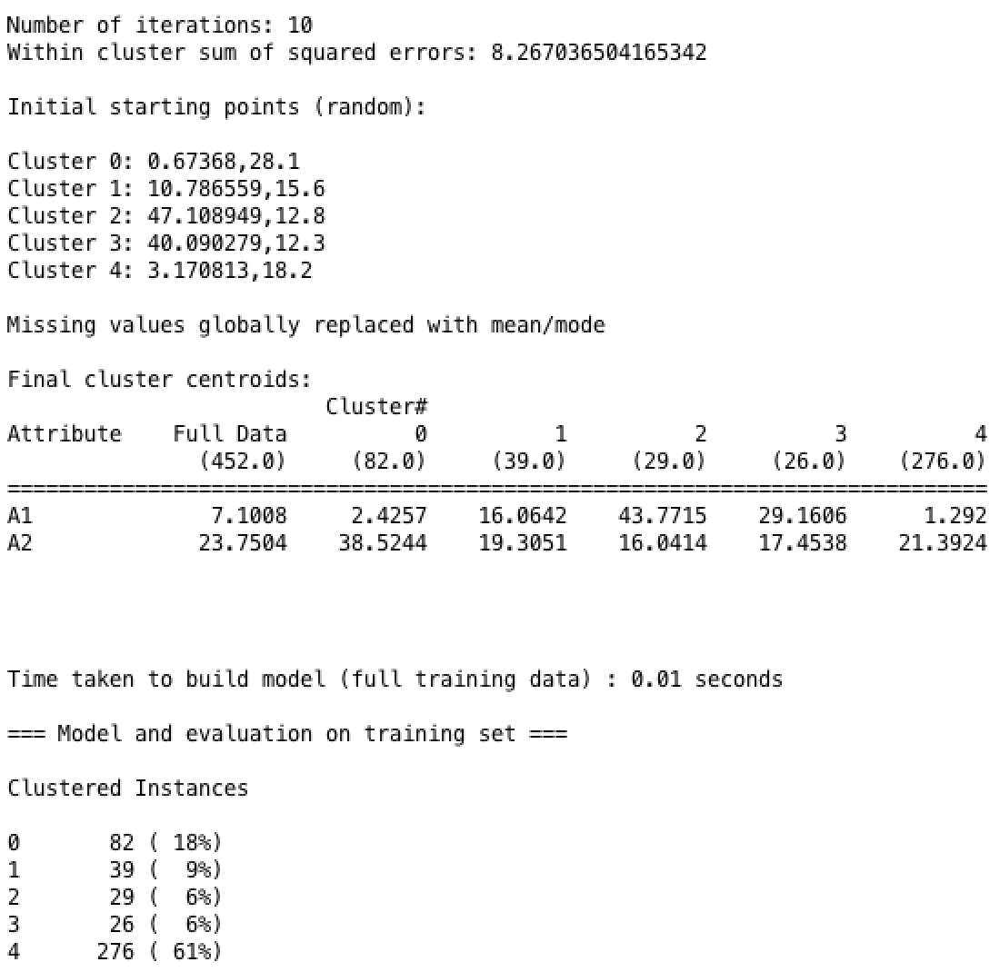 Number of iterations: 10
Within cluster sum of squared errors: 8.267036504165342
Initial starting points (random):
Cluster 0: 0.67368,28.1
Cluster 1: 10.786559,15.6
Cluster 2: 47.108949,12.8
Cluster 3: 40.090279,12.3
Cluster 4: 3.170813,18.2
Missing values globally replaced with mean/mode
Final cluster centroids:
Cluster#
Attribute    Full Data          0          1          2          3          4
(452.0)     (82.0)     (39.0)     (29.0)     (26.0)    (276.0)
=============================================================================
A1              7.1008     2.4257    16.0642    43.7715    29.1606      1.292
A2             23.7504    38.5244    19.3051    16.0414    17.4538    21.3924
Time taken to build model (full training data) : 0.01 seconds
=== Model and evaluation on training set ===
Clustered Instances
0       82 ( 18%)
1       39 (  9%)
2       29 (  6%)
3       26 (  6%)
4      276 ( 61%)